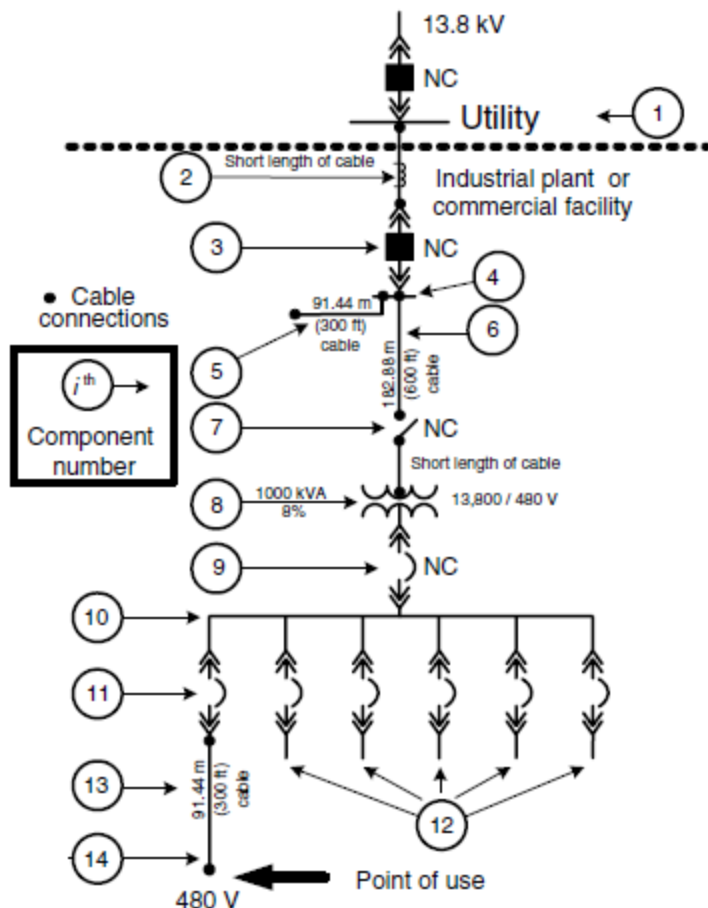 13.8 kV
NC
Utility
1
Short length of cable
2
Industrial plant or
commercial facility
3
NC
4
Cable
connections
91.44 m
(300 ft)
cable
5
6
182.88 m
(600 ft)
cable
i th
Component
number
7
NC
Short length of cable
8
1000 kVA
8%
13,800 / 480 V
9
NC
10
11
13
91.44 m
(300 ft)
cable
12
14
480 V
Point of use